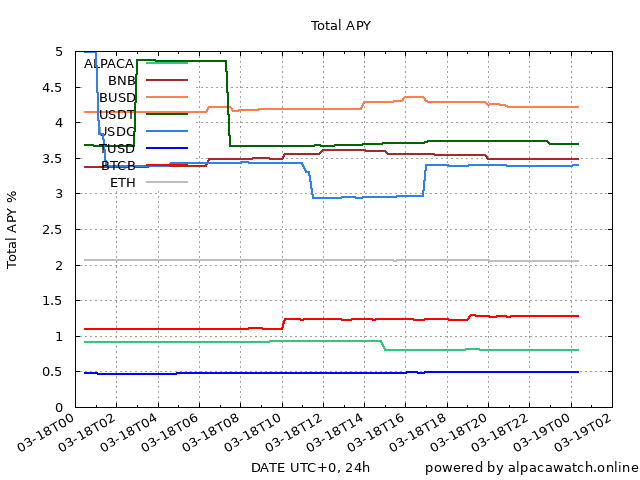 Total APY
Total APY %
5
4.5
4
3.5
3
2.5
2
1.5
1
0.5
0
ALPACA
BNB
BUSD
USDT
USDC
TUSD
BTCB
ETH
03-18T00
03-18T02
03-18T04
03-18T06
03-18T08
03-18T10
03-18T12
03-18T14
03-18T16
03-18T18
03-18T20
03-18T22
03-19T00
03-19T02
DATE UTC+0, 24h
powered by alpacawatch.online